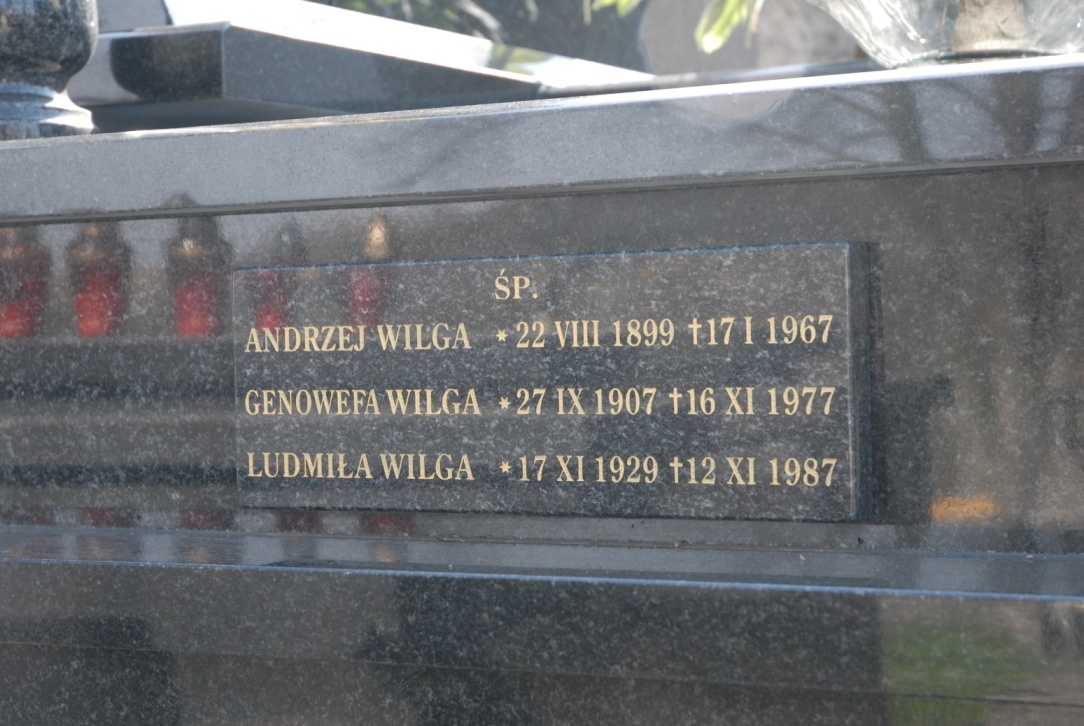 ŚP.
ANDRZEJ WILGA *22 VIII 1899 †17 I 1967
GENOWEFA WILGA *27 IX 1907 †16 XI 1977
LUDMIŁA WILGA *17 XI 1929 †12 XI 1987